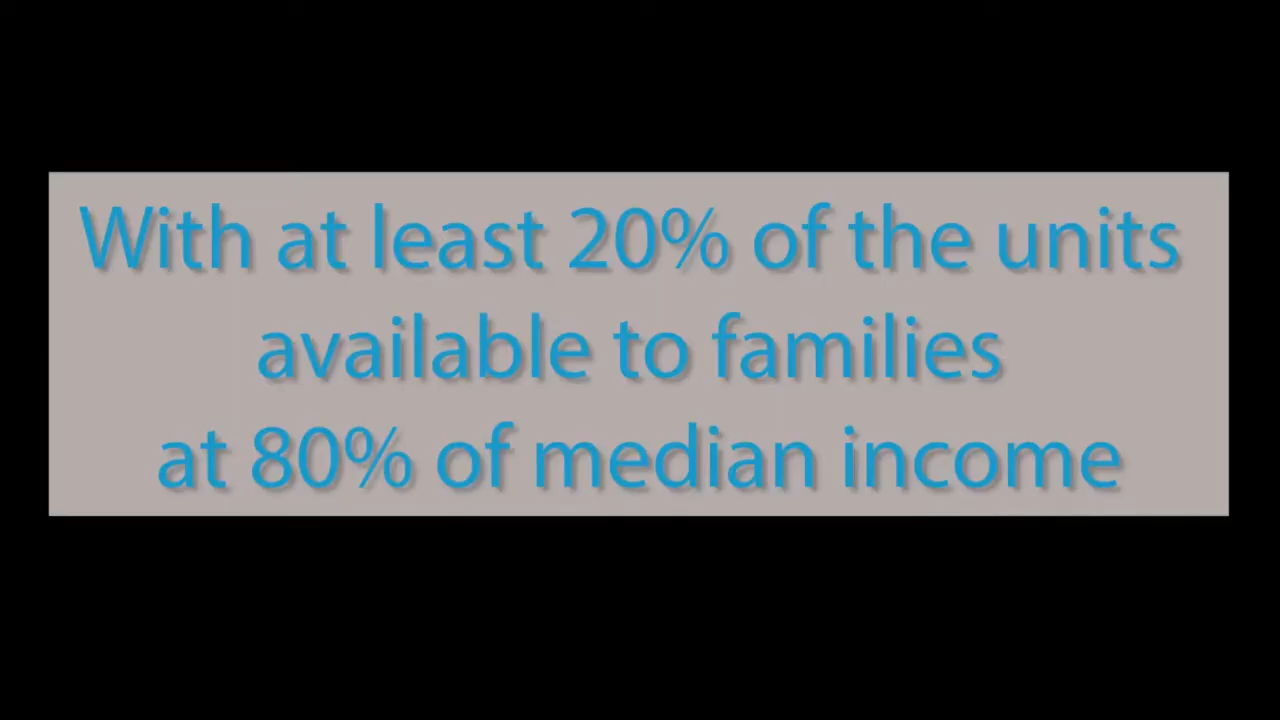 With at least 20% of the units
available to families
at 80% of median income